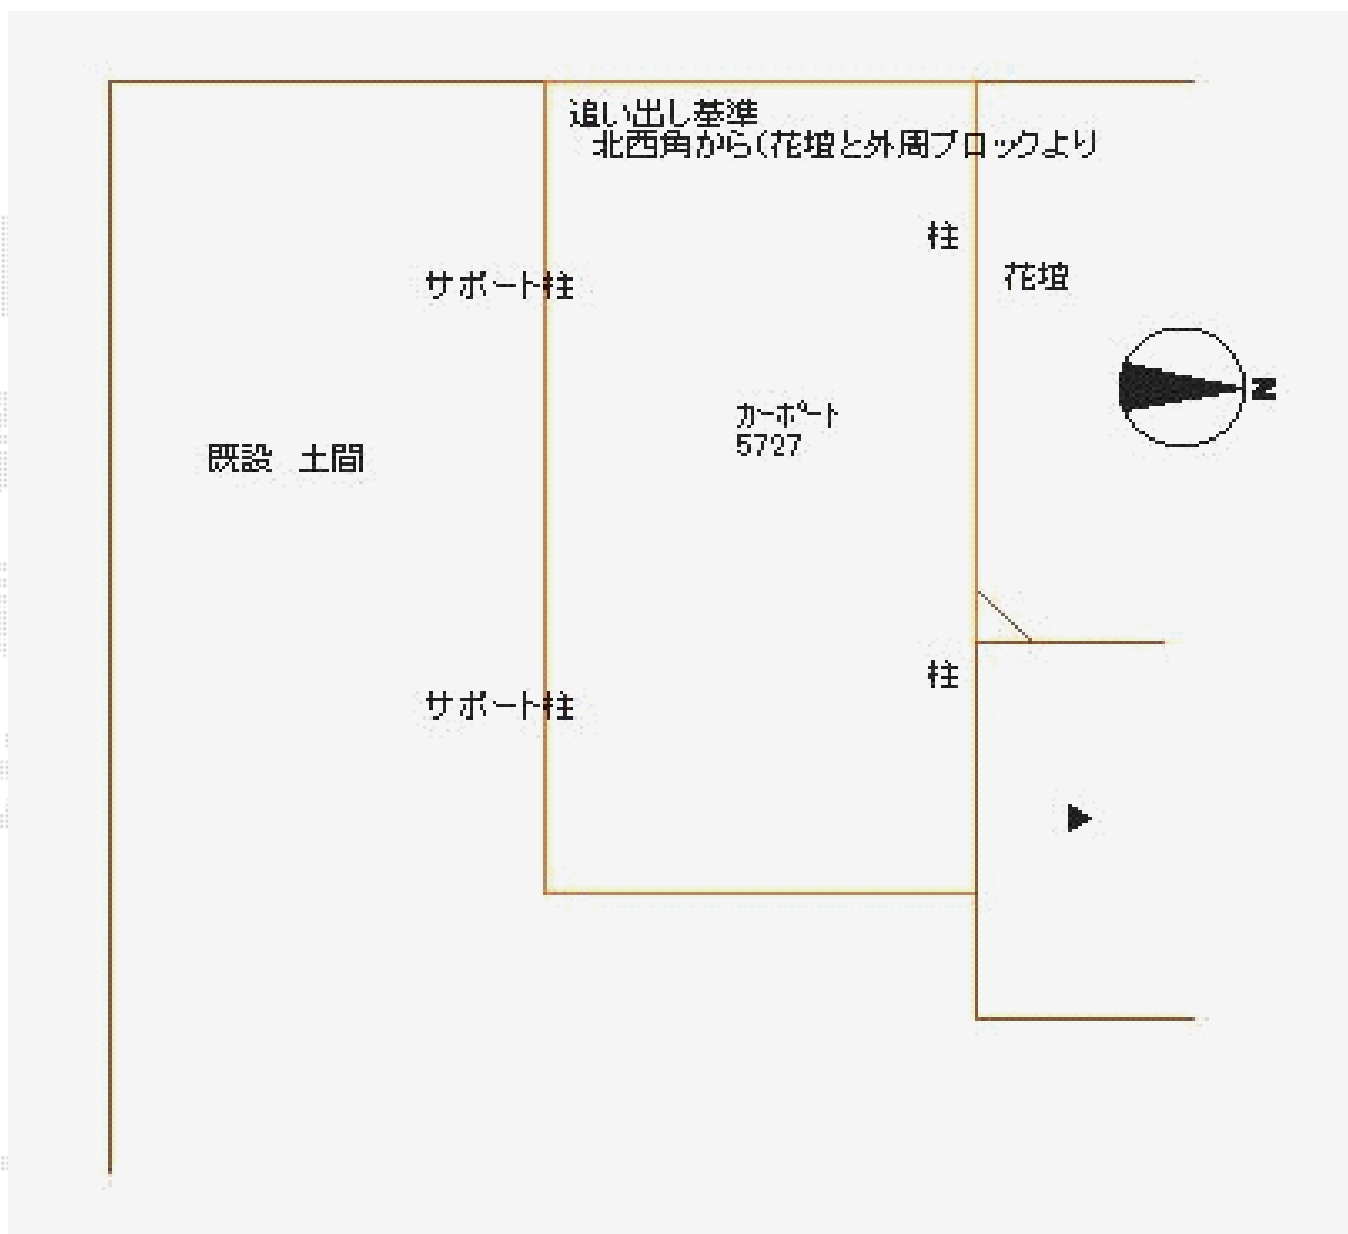 追い出し基準
北西角から(花壇と外周ブロックより
柱
花壇
サポート柱
N
カーポート
5727
既設 土間
柱
サポート柱